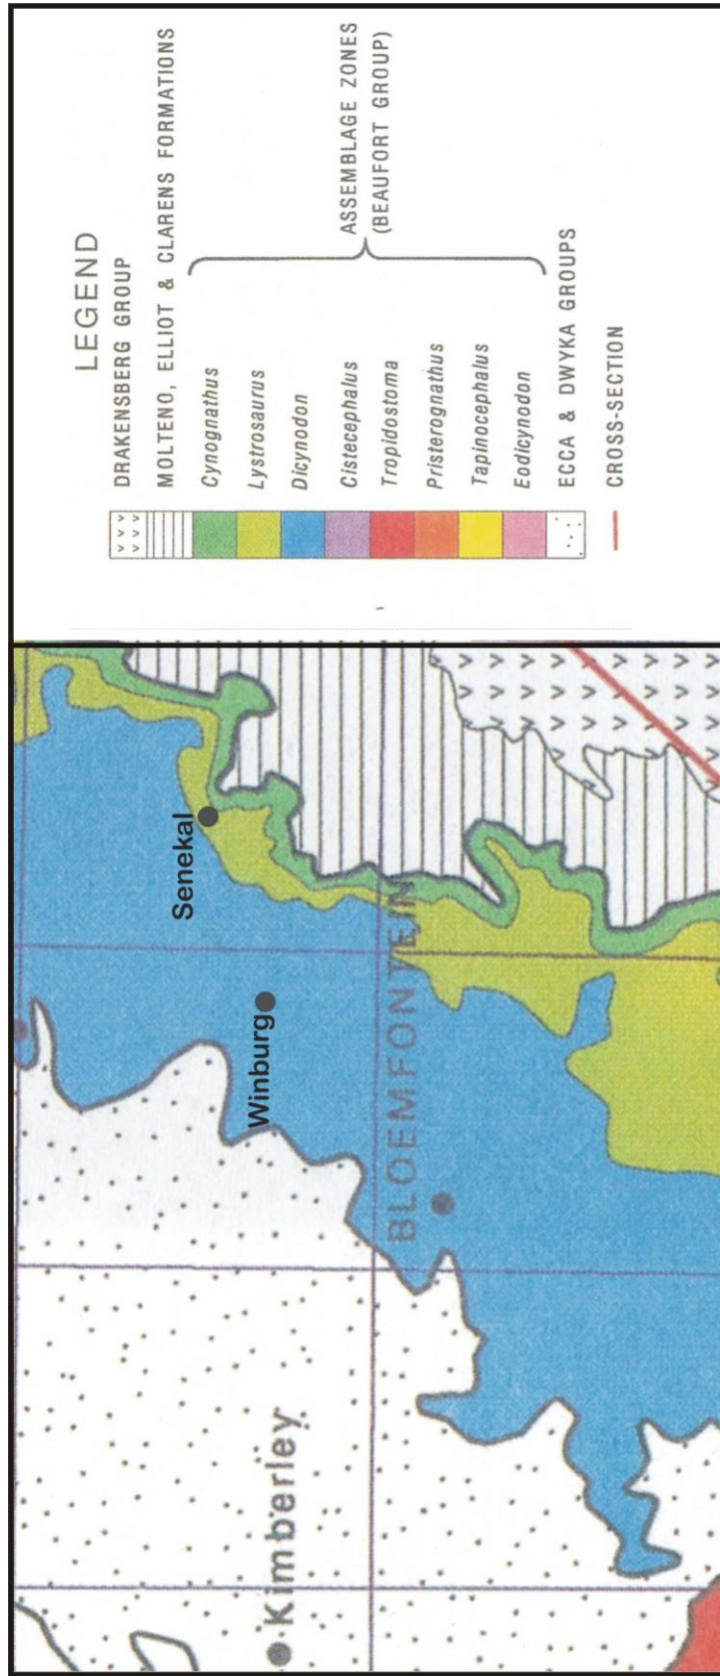 LEGEND
DRAKENSBERG GROUP
MOLTENO, ELLIOT & CLARENS FORMATIONS
Cynognathus
Lystrosaurus
Dicynodon
Cistecephalus
Tropidostoma
Pristerognathus
Tapinocephalus
Eodicynodon
ASSEMBLAGE ZONES
(BEAUFORT GROUP)
ECCA & DWYKA GROUPS
CROSS-SECTION
Senekal
Winburg
BLOEMFONTEIN
Kimberley